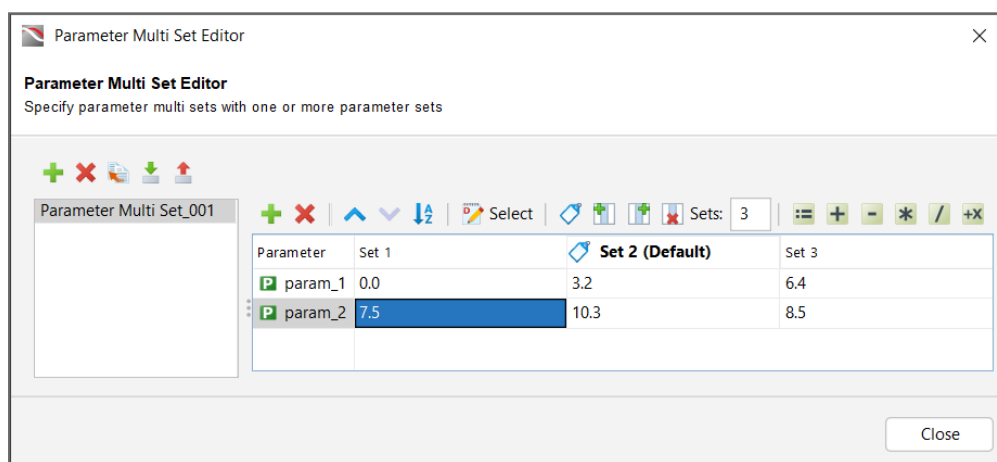 Parameter Multi Set Editor
Parameter Multi Set Editor
Specify parameter multi sets with one or more parameter sets
Parameter Multi Set_001
Select Sets: 3 := + - * / +X
Parameter Set 1 Set 2 (Default) Set 3
P param_1 0.0 3.2 6.4
P param_2 7.5 10.3 8.5
Close